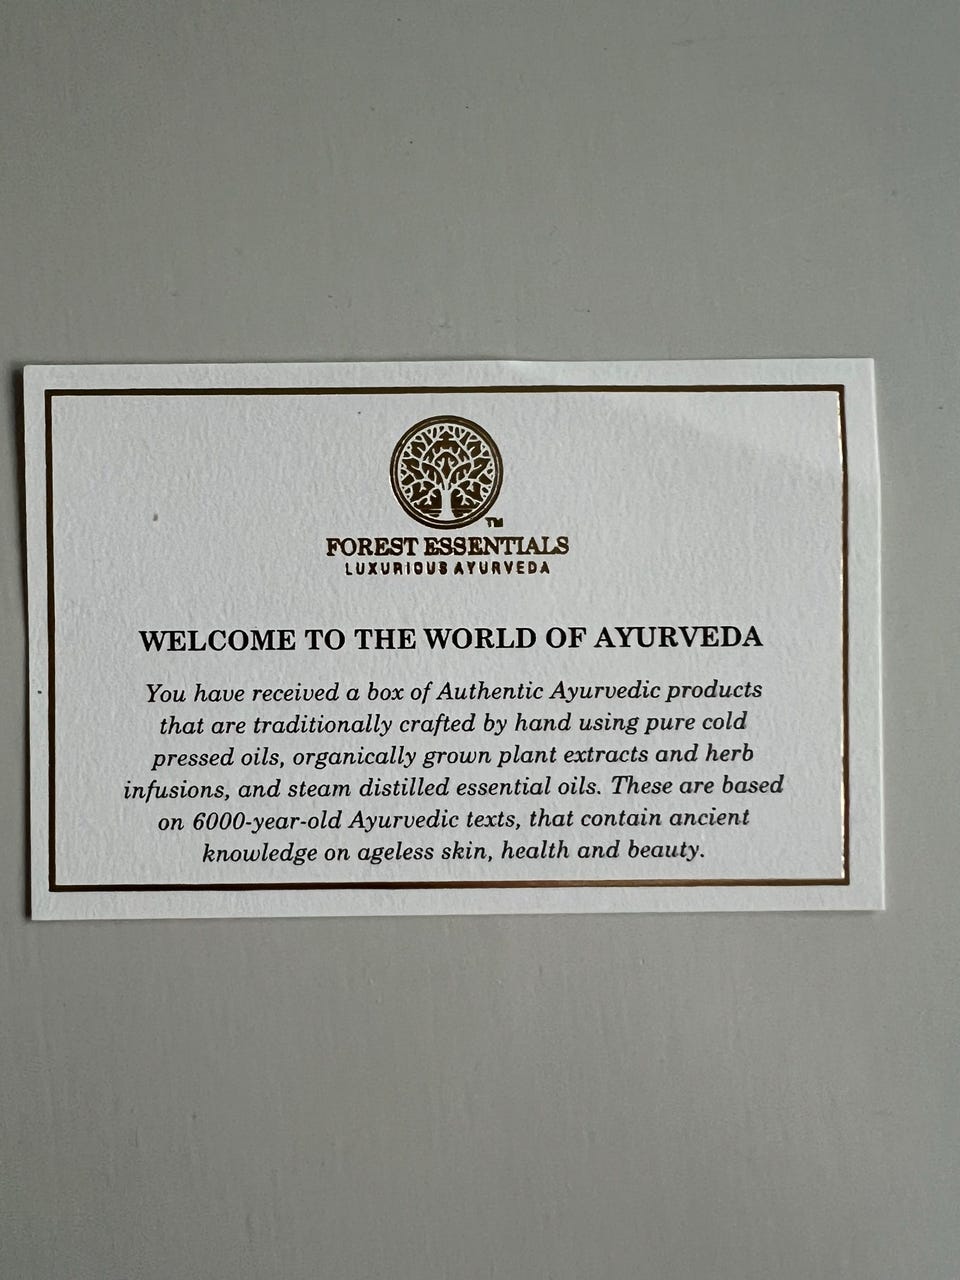 TM
FOREST ESSENTIALS
LUXURIOUS AYURVEDA
WELCOME TO THE WORLD OF AYURVEDA
You have received a box of Authentic Ayurvedic products
that are traditionally crafted by hand using pure cold
pressed oils, organically grown plant extracts and herb
infusions, and steam distilled essential oils. These are based
on 6000-year-old Ayurvedic texts, that contain ancient
knowledge on ageless skin, health and beauty.